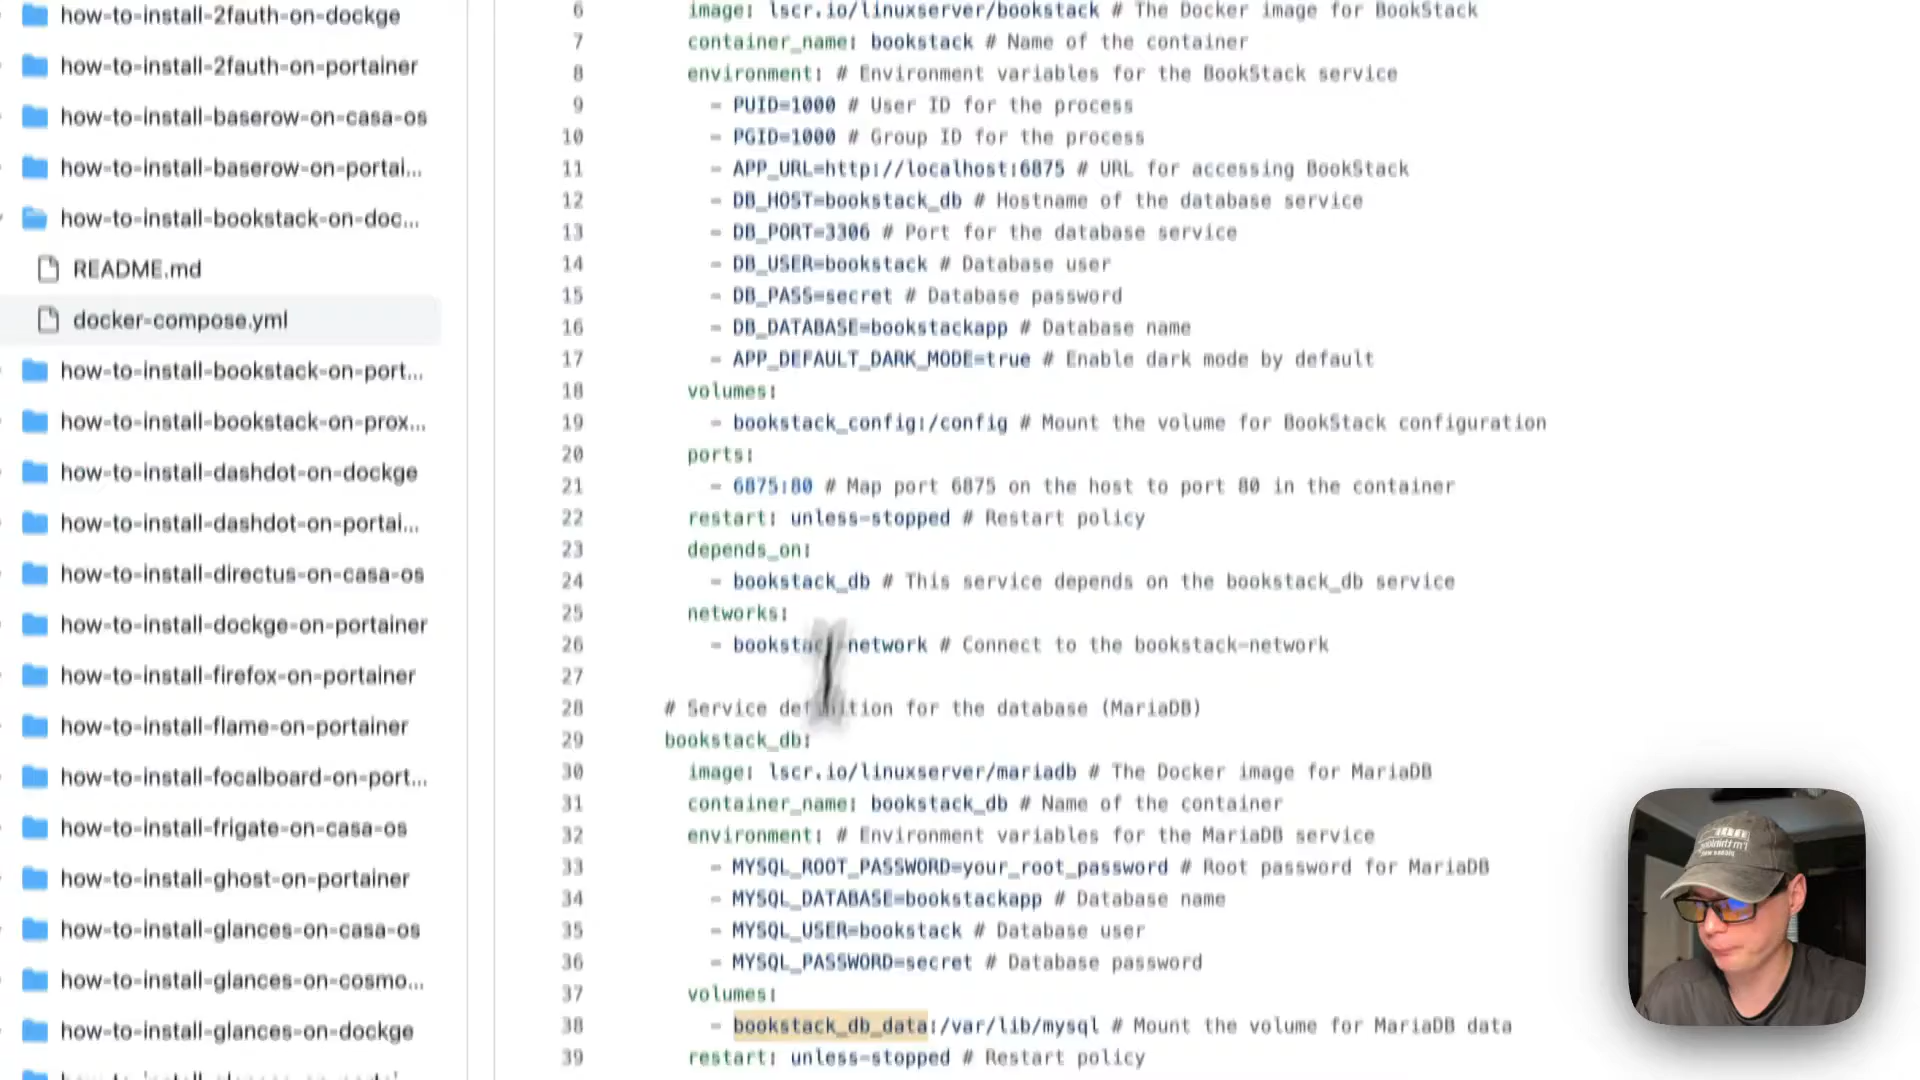 how-to-install-2fauth-on-dockge
how-to-install-2fauth-on-portainer
how-to-install-baserow-on-casa-os
how-to-install-baserow-on-portai...
how-to-install-bookstack-on-doc...
README.md
docker-compose.yml
how-to-install-bookstack-on-port...
how-to-install-bookstack-on-prox...
how-to-install-dashdot-on-dockge
how-to-install-dashdot-on-portai...
how-to-install-directus-on-casa-os
how-to-install-dockge-on-portainer
how-to-install-firefox-on-portainer
how-to-install-flame-on-portainer
how-to-install-focalboard-on-port...
how-to-install-frigate-on-casa-os
how-to-install-ghost-on-portainer
how-to-install-glances-on-casa-os
how-to-install-glances-on-cosmo...
how-to-install-glances-on-dockge
6 image: lscr.io/linuxserver/bookstack # The Docker image for BookStack
7 container_name: bookstack # Name of the container
8 environment: # Environment variables for the BookStack service
9 - PUID=1000 # User ID for the process
10 - PGID=1000 # Group ID for the process
11 - APP_URL=http://localhost:6875 # URL for accessing BookStack
12 - DB_HOST=bookstack_db # Hostname of the database service
13 - DB_PORT=3306 # Port for the database service
14 - DB_USER=bookstack # Database user
15 - DB_PASS=secret # Database password
16 - DB_DATABASE=bookstackapp # Database name
17 - APP_DEFAULT_DARK_MODE=true # Enable dark mode by default
18 volumes:
19 - bookstack_config:/config # Mount the volume for BookStack configuration
20 ports:
21 - 6875:80 # Map port 6875 on the host to port 80 in the container
22 restart: unless-stopped # Restart policy
23 depends_on:
24 - bookstack_db # This service depends on the bookstack_db service
25 networks:
26 - bookstack-network # Connect to the bookstack-network
27
28 # Service definition for the database (MariaDB)
29 bookstack_db:
30 image: lscr.io/linuxserver/mariadb # The Docker image for MariaDB
31 container_name: bookstack_db # Name of the container
32 environment: # Environment variables for the MariaDB service
33 - MYSQL_ROOT_PASSWORD=your_root_password # Root password for MariaDB
34 - MYSQL_DATABASE=bookstackapp # Database name
35 - MYSQL_USER=bookstack # Database user
36 - MYSQL_PASSWORD=secret # Database password
37 volumes:
38 - bookstack_db_data:/var/lib/mysql # Mount the volume for MariaDB data
39 restart: unless-stopped # Restart policy